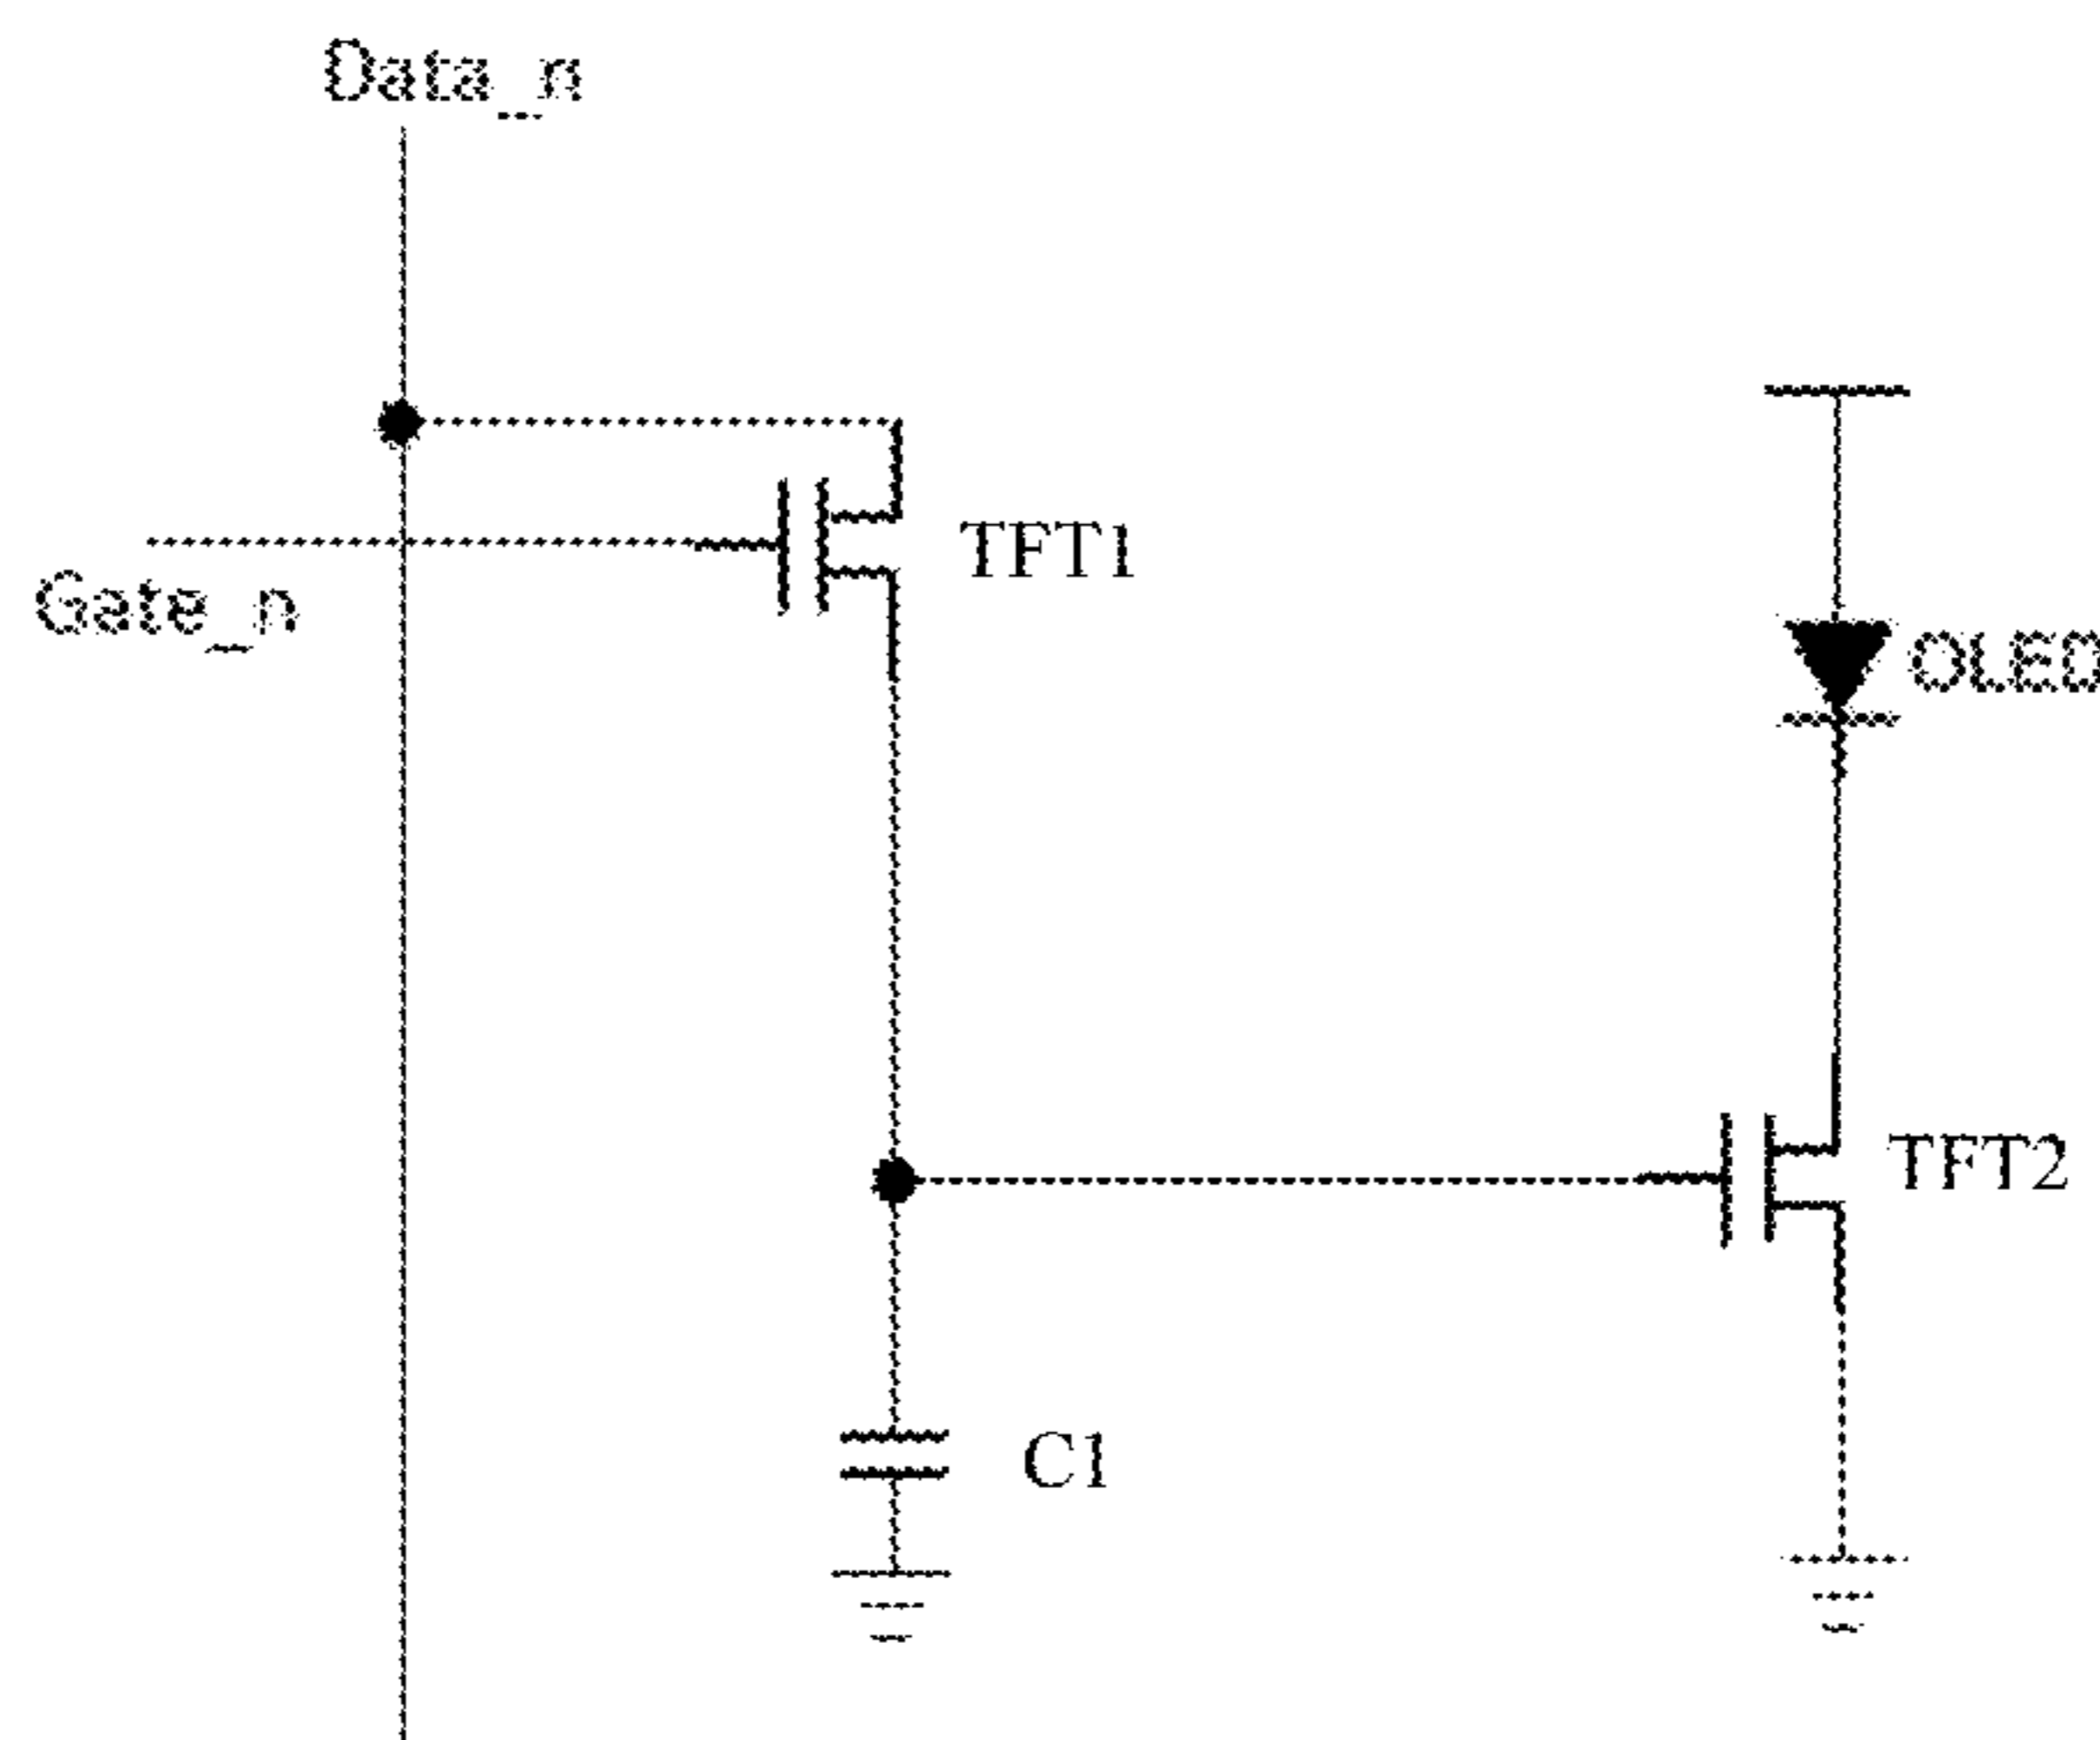 Data_n
TFT1
Gate_n
OLED
TFT2
C1